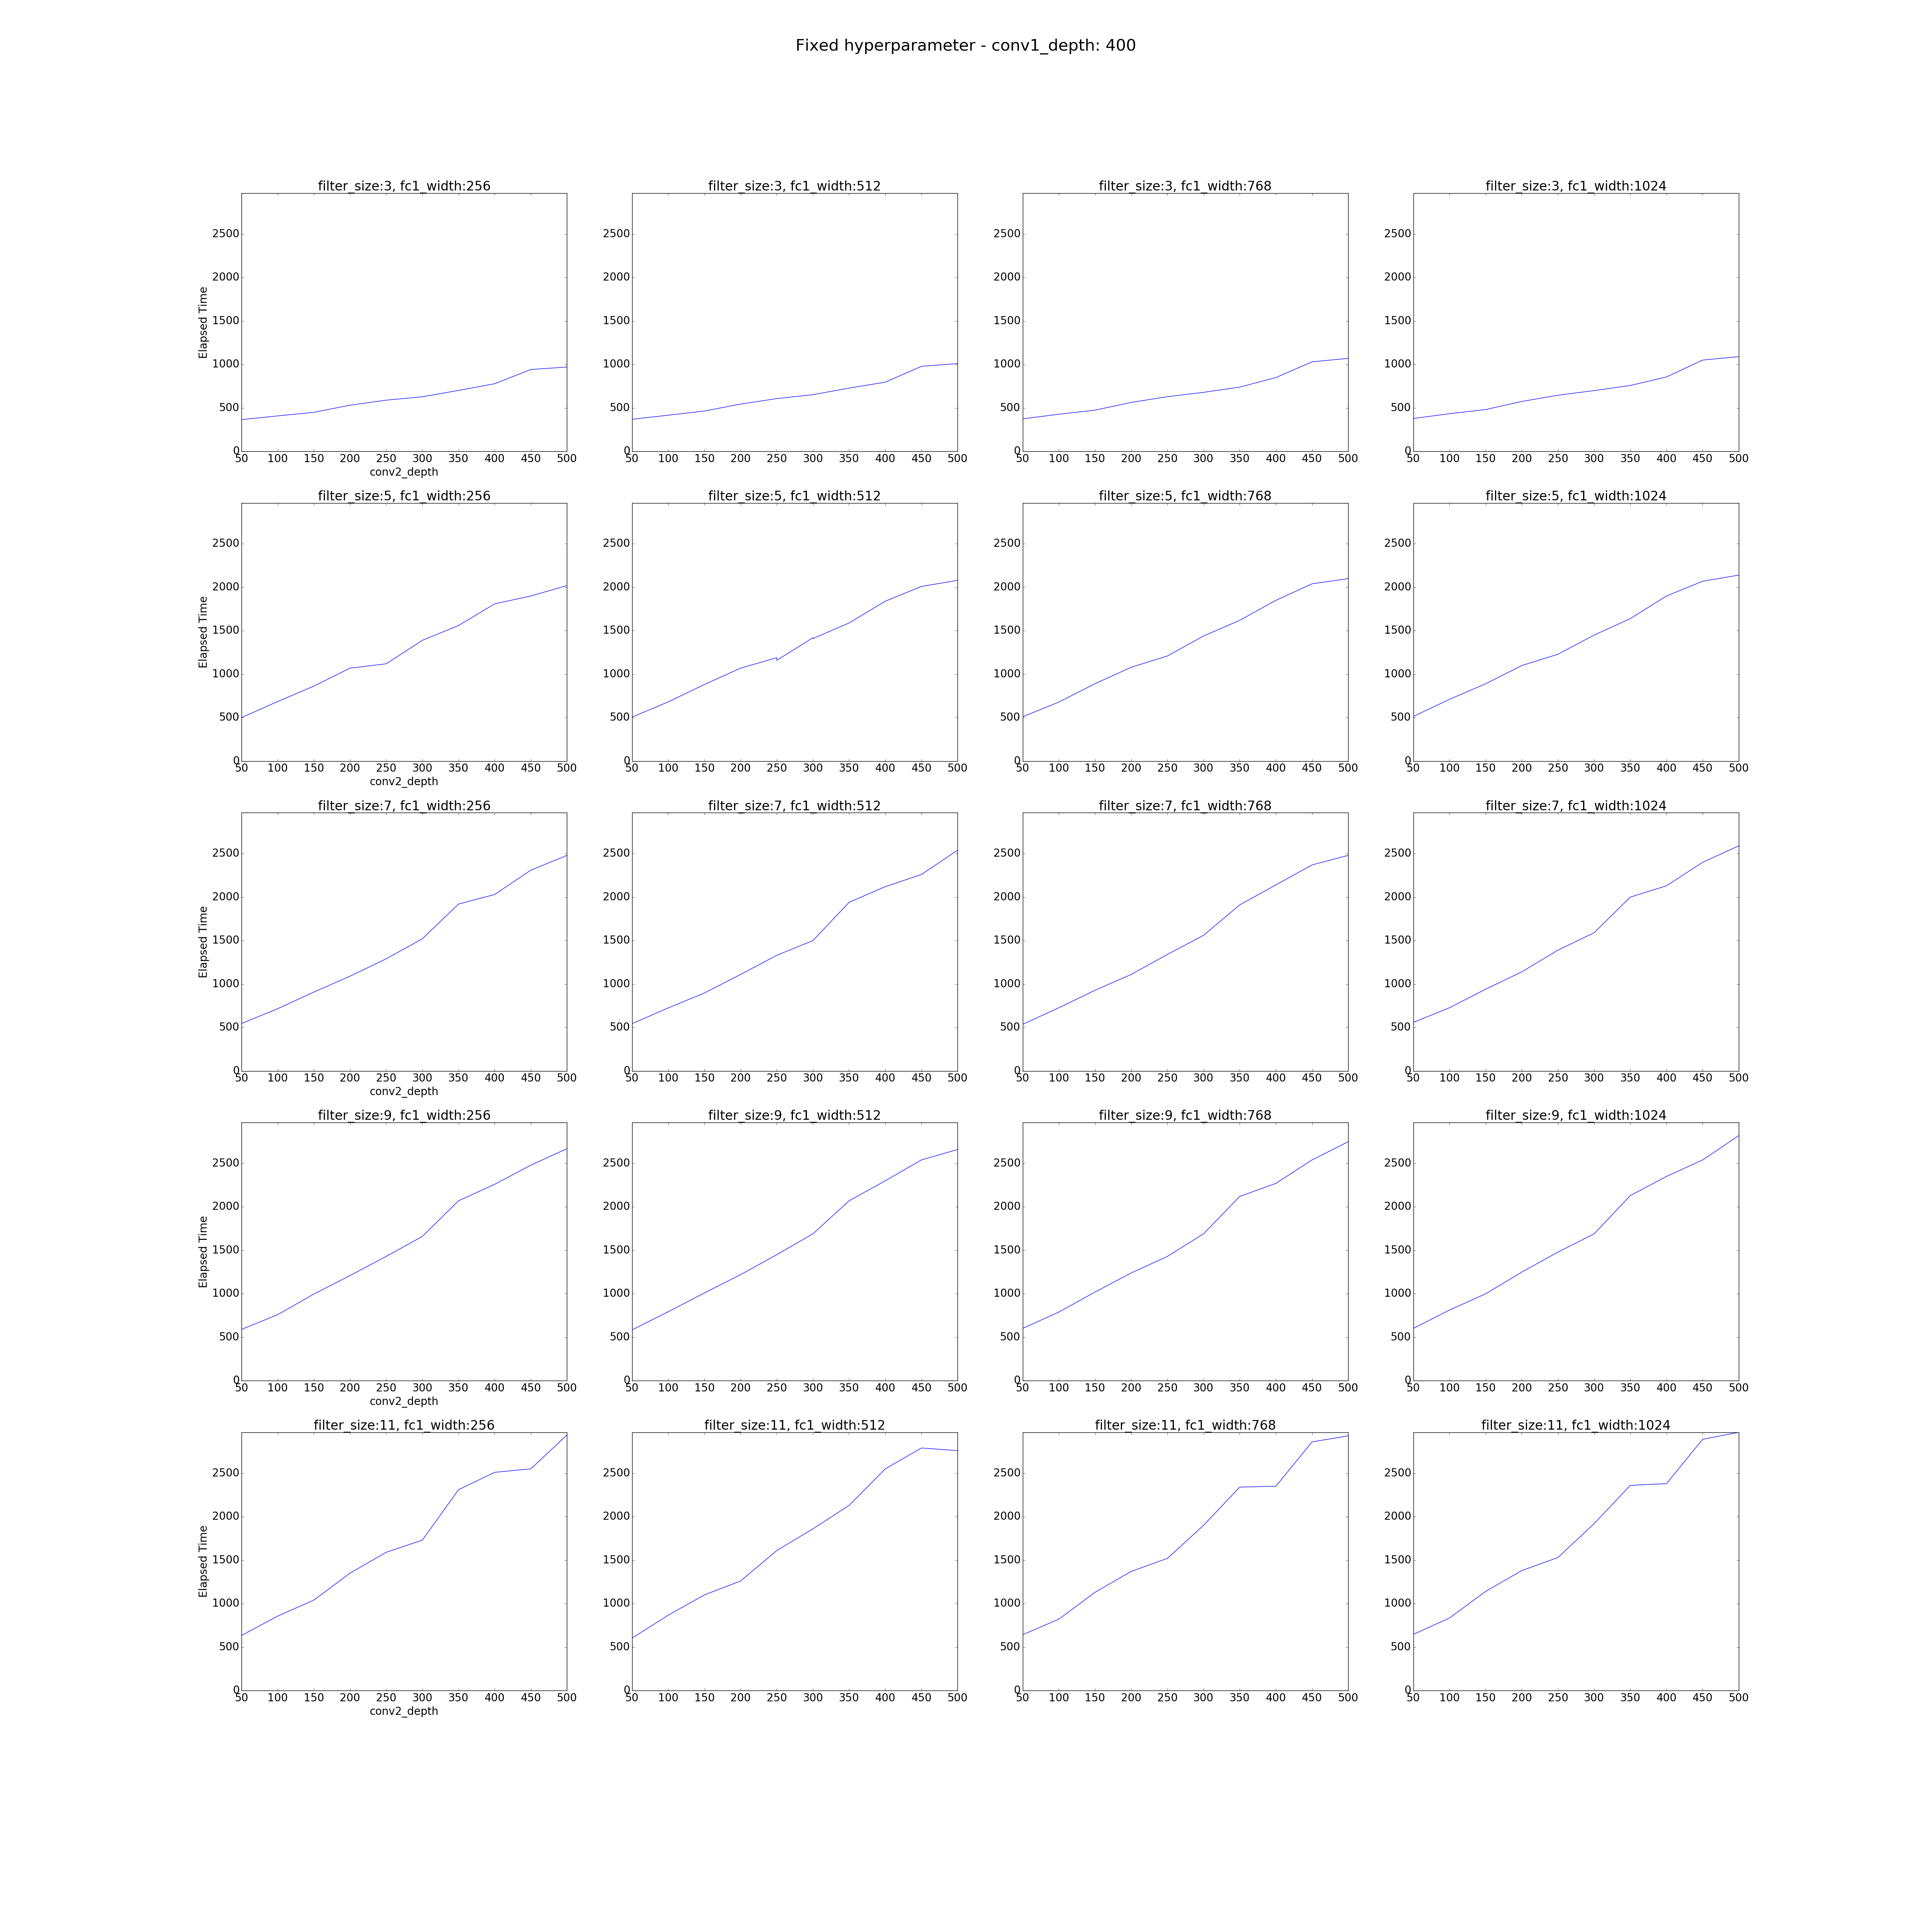 Fixed hyperparameter - conv1_depth: 400
filter_size:3, fc1_width:256
filter_size:3, fc1_width:512
filter_size:3, fc1_width:768
filter_size:3, fc1_width:1024
Elapsed Time
2500
2000
1500
1000
500
0
50 100 150 200 250 300 350 400 450 500
conv2_depth
2500
2000
1500
1000
500
0
50 100 150 200 250 300 350 400 450 500
2500
2000
1500
1000
500
0
50 100 150 200 250 300 350 400 450 500
2500
2000
1500
1000
500
0
50 100 150 200 250 300 350 400 450 500
filter_size:5, fc1_width:256
filter_size:5, fc1_width:512
filter_size:5, fc1_width:768
filter_size:5, fc1_width:1024
Elapsed Time
2500
2000
1500
1000
500
0
50 100 150 200 250 300 350 400 450 500
conv2_depth
2500
2000
1500
1000
500
0
50 100 150 200 250 300 350 400 450 500
2500
2000
1500
1000
500
0
50 100 150 200 250 300 350 400 450 500
2500
2000
1500
1000
500
0
50 100 150 200 250 300 350 400 450 500
filter_size:7, fc1_width:256
filter_size:7, fc1_width:512
filter_size:7, fc1_width:768
filter_size:7, fc1_width:1024
Elapsed Time
2500
2000
1500
1000
500
0
50 100 150 200 250 300 350 400 450 500
conv2_depth
2500
2000
1500
1000
500
0
50 100 150 200 250 300 350 400 450 500
2500
2000
1500
1000
500
0
50 100 150 200 250 300 350 400 450 500
2500
2000
1500
1000
500
0
50 100 150 200 250 300 350 400 450 500
filter_size:9, fc1_width:256
filter_size:9, fc1_width:512
filter_size:9, fc1_width:768
filter_size:9, fc1_width:1024
Elapsed Time
2500
2000
1500
1000
500
0
50 100 150 200 250 300 350 400 450 500
conv2_depth
2500
2000
1500
1000
500
0
50 100 150 200 250 300 350 400 450 500
2500
2000
1500
1000
500
0
50 100 150 200 250 300 350 400 450 500
2500
2000
1500
1000
500
0
50 100 150 200 250 300 350 400 450 500
filter_size:11, fc1_width:256
filter_size:11, fc1_width:512
filter_size:11, fc1_width:768
filter_size:11, fc1_width:1024
Elapsed Time
2500
2000
1500
1000
500
0
50 100 150 200 250 300 350 400 450 500
conv2_depth
2500
2000
1500
1000
500
0
50 100 150 200 250 300 350 400 450 500
2500
2000
1500
1000
500
0
50 100 150 200 250 300 350 400 450 500
2500
2000
1500
1000
500
0
50 100 150 200 250 300 350 400 450 500